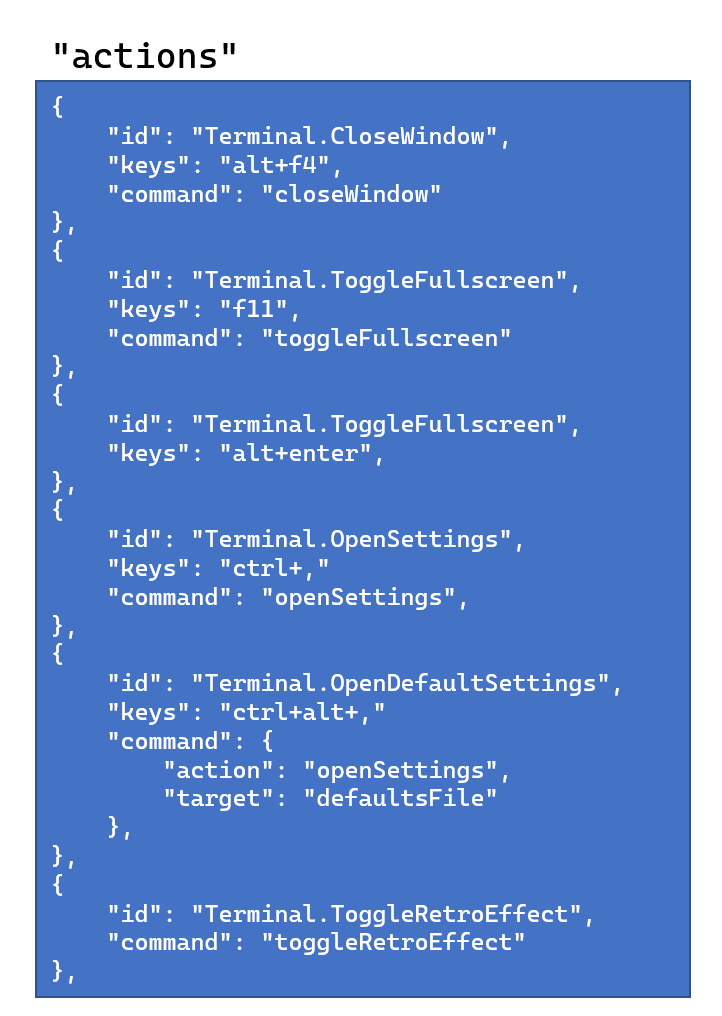 "actions"
{
    "id": "Terminal.CloseWindow",
    "keys": "alt+f4",
    "command": "closeWindow"
},
{
    "id": "Terminal.ToggleFullscreen",
    "keys": "f11",
    "command": "toggleFullscreen"
},
{
    "id": "Terminal.ToggleFullscreen",
    "keys": "alt+enter",
},
{
    "id": "Terminal.OpenSettings",
    "keys": "ctrl+,"
    "command": "openSettings",
},
{
    "id": "Terminal.OpenDefaultSettings",
    "keys": "ctrl+alt+,"
    "command": {
        "action": "openSettings",
        "target": "defaultsFile"
    },
},
{
    "id": "Terminal.ToggleRetroEffect",
    "command": "toggleRetroEffect"
},